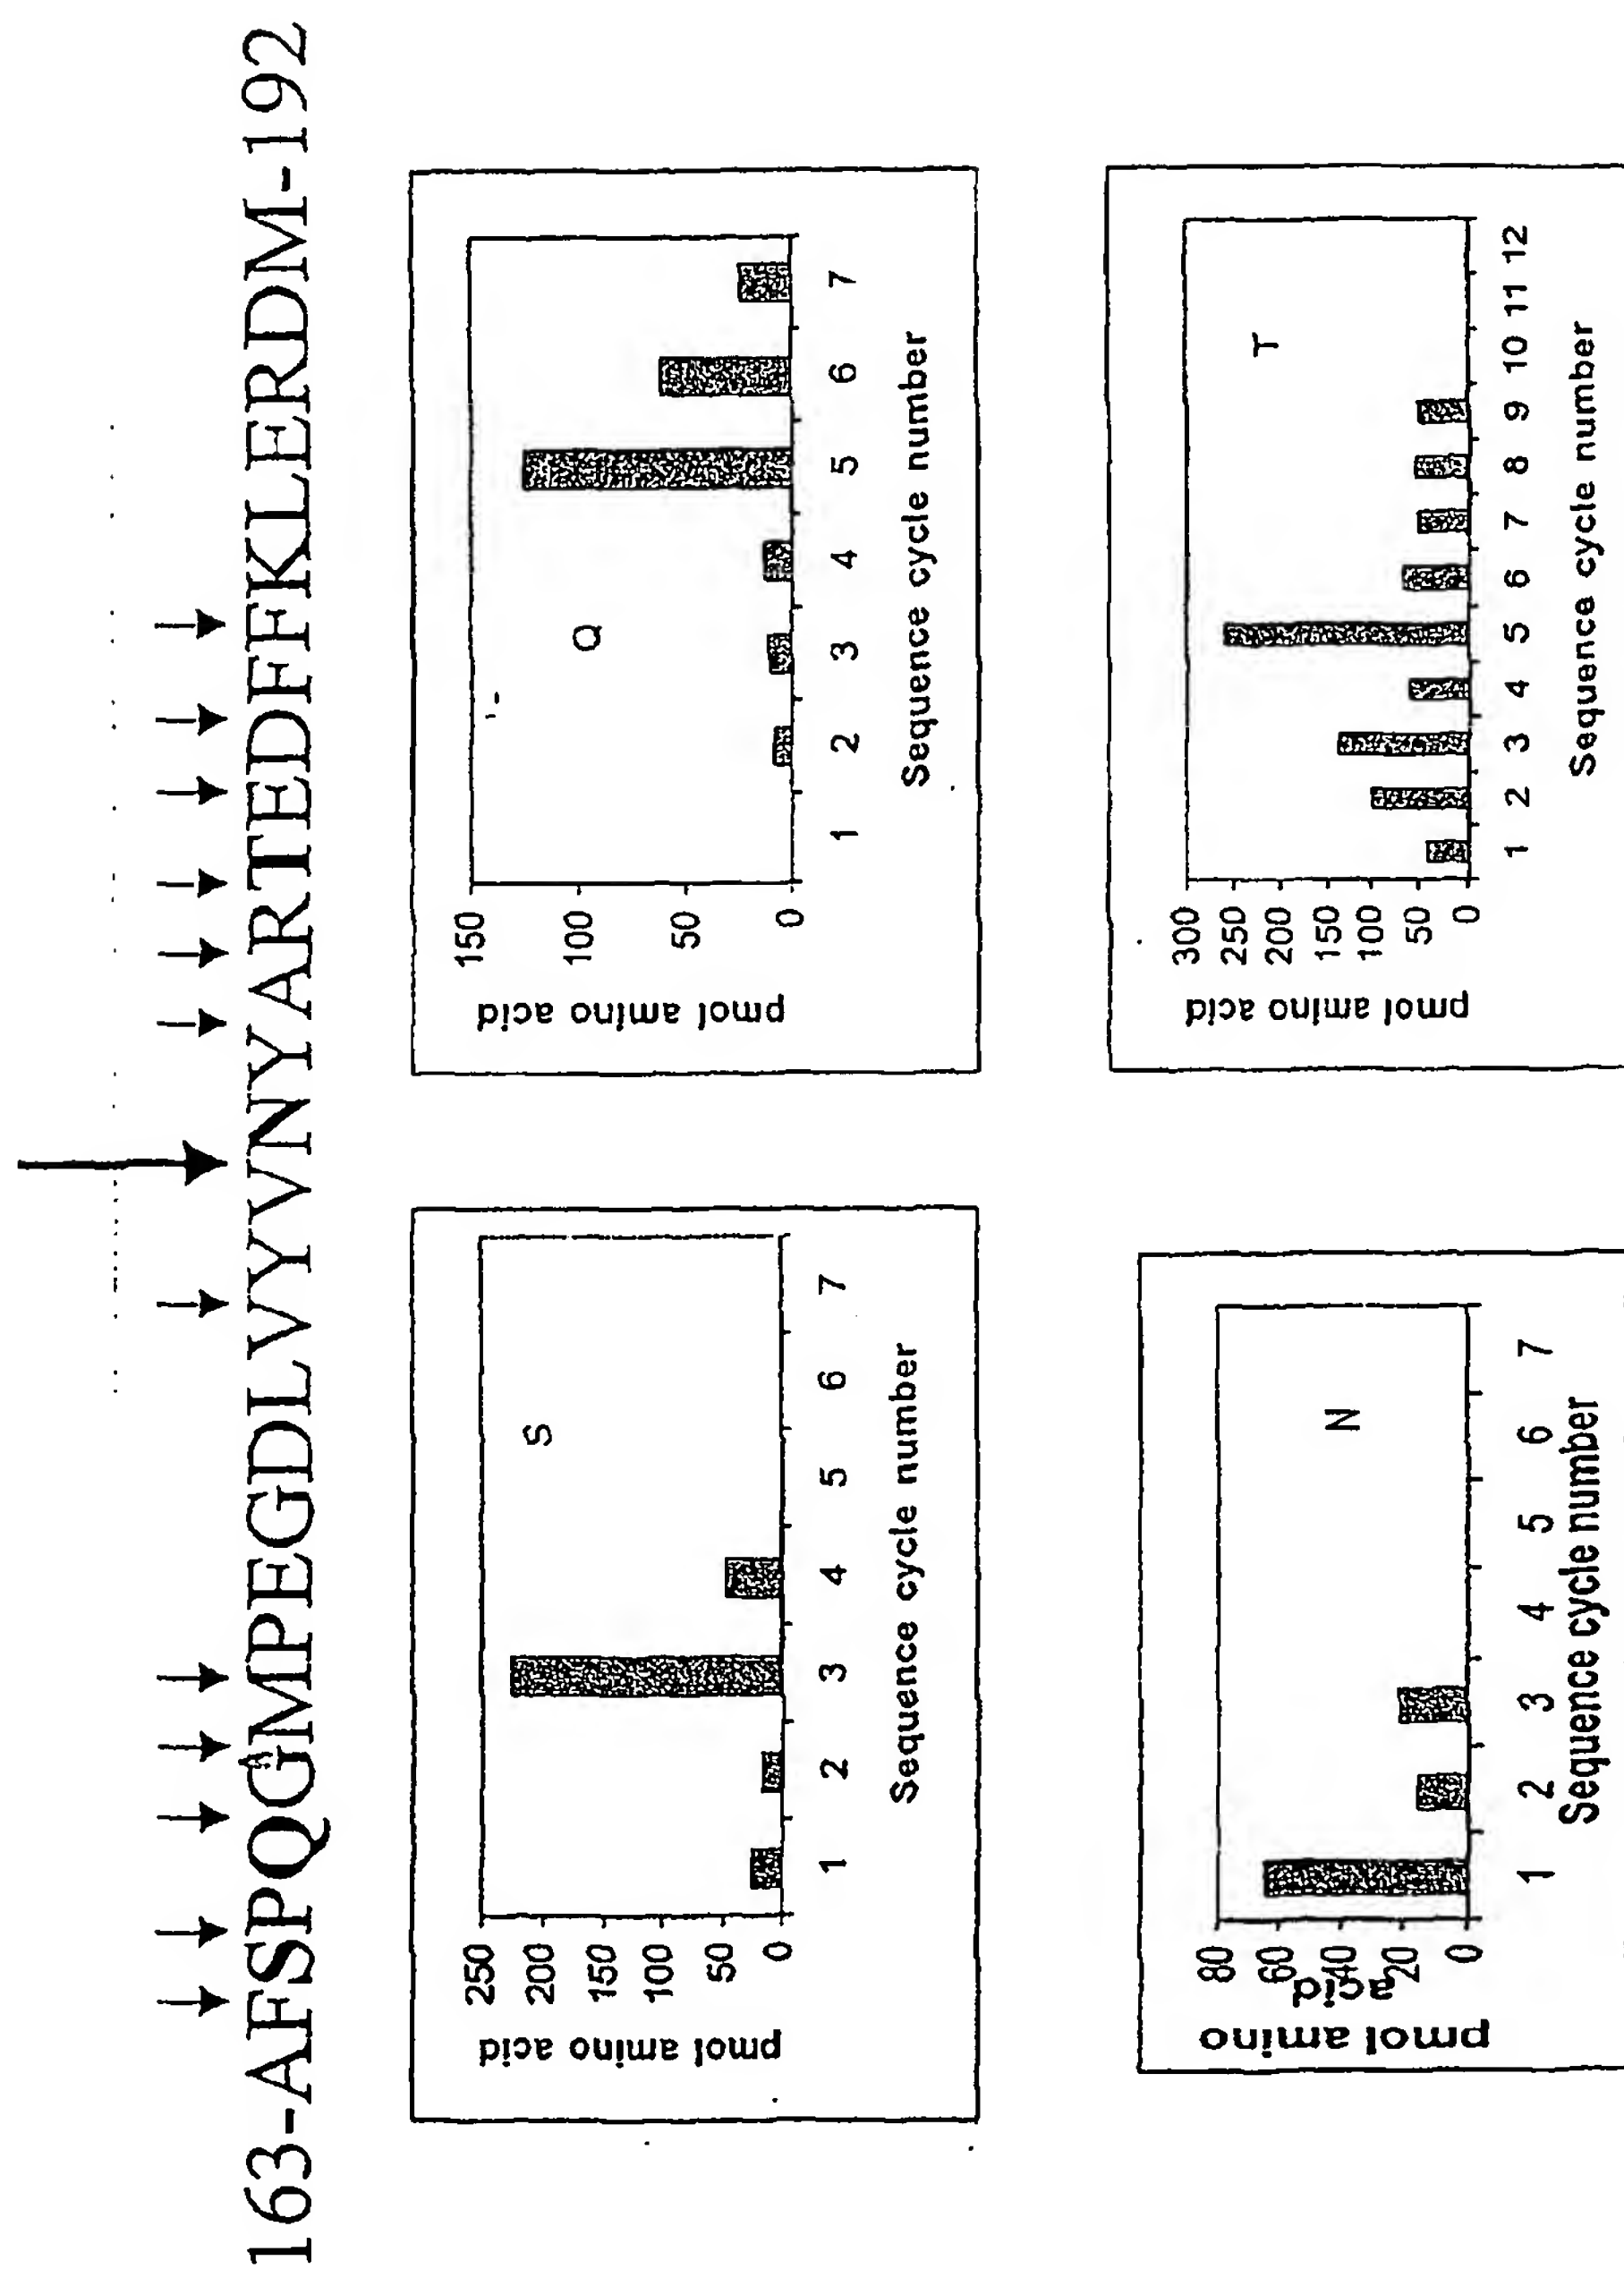 163-AFSPQGMPEGDLVYVNYARTEDFFKLERDM-192
pmol amino acid
250
200
150
100
50
0
S
1 2 3 4 5 6 7
Sequence cycle number
pmol amino acid
150
100
50
0
Q
1 2 3 4 5 6 7
Sequence cycle number
pmol amino
acid
80
60
40
20
0
N
1 2 3 4 5 6 7
Sequence cycle number
pmol amino acid
300
250
200
150
100
50
0
T
1 2 3 4 5 6 7 8 9 10 11 12
Sequence cycle number